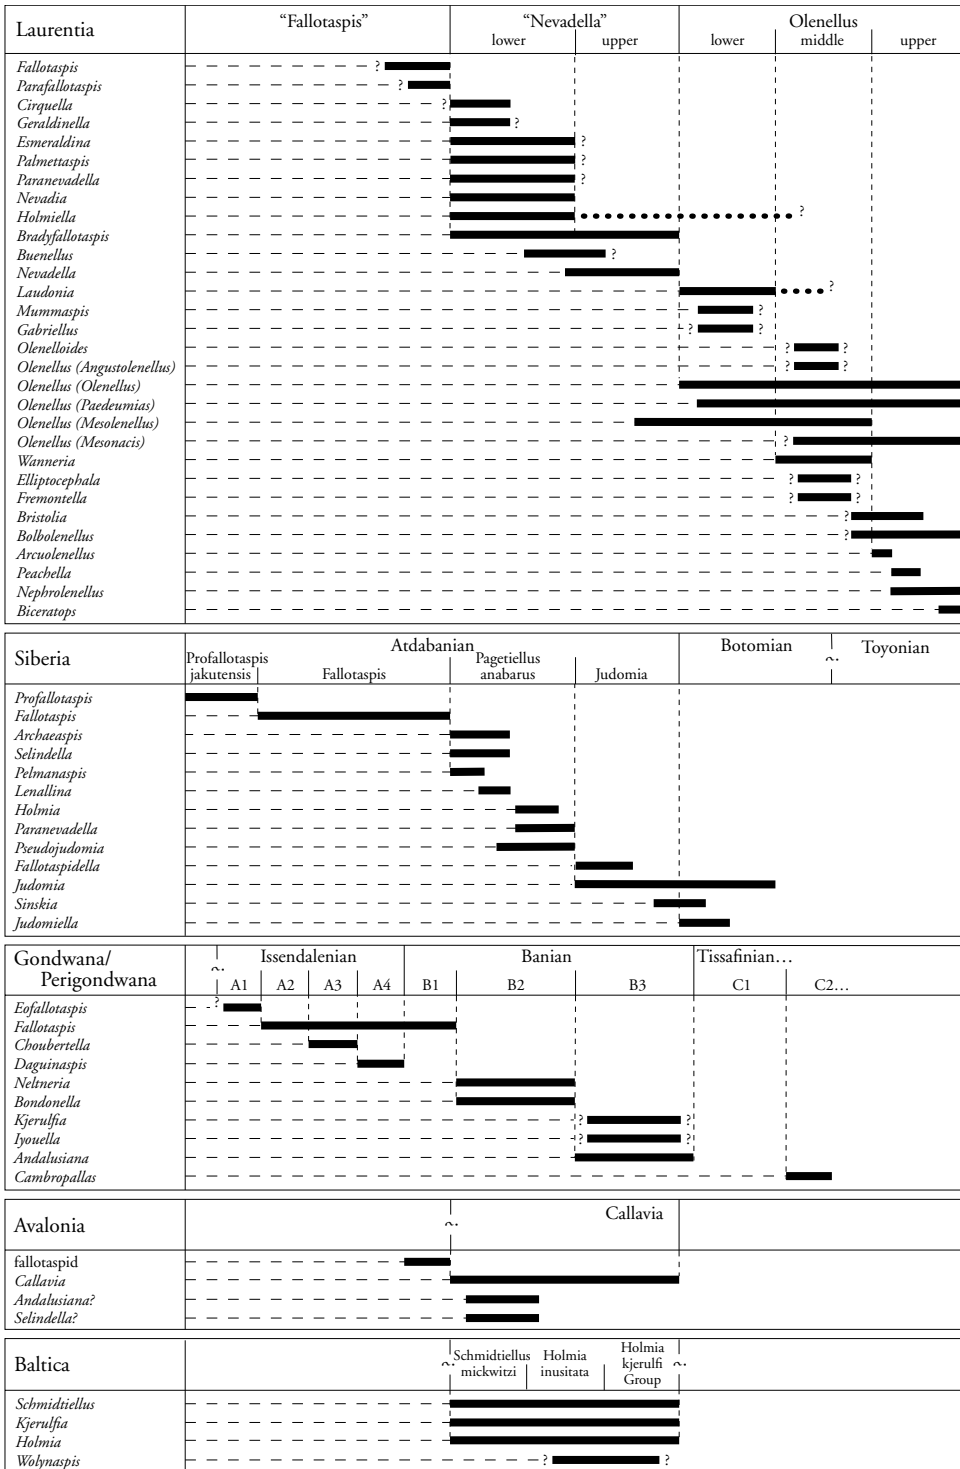 Laurentia
“Fallotaspis” “Nevadella” Olenellus
lower upper lower middle upper
Fallotaspis ?
Parafallotaspis ?
Cirquella ?
Geraldinella ?
Esmeraldina ?
Palmettaspis ?
Paranevadella ?
Nevadia
Holmiella ?
Bradyfallotaspis
Buenellus ?
Nevadella
Laudonia ?
Mummaspis ?
Gabriellus ? ?
Olenelloides ? ?
Olenellus (Angustolenellus) ? ?
Olenellus (Olenellus)
Olenellus (Paedeumias)
Olenellus (Mesolenellus)
Olenellus (Mesonacis) ?
Wanneria
Elliptocephala ? ?
Fremontella ? ?
Bristolia ?
Bolbolenellus ?
Arcuolenellus
Peachella
Nephrolenellus
Biceratops
Siberia
Atdabanian Botomian Toyonian
Profallotaspis jakutensis Fallotaspis Pagetiellus anabarus Judomia
Profallotaspis
Fallotaspis
Archaeaspis
Selindella
Pelmanaspis
Lenallina
Holmia
Paranevadella
Pseudojudomia
Fallotaspidella
Judomia
Sinskia
Judomiella
Gondwana/
Perigondwana
Issendalenian Banian Tissafinian…
A1 A2 A3 A4 B1 B2 B3 C1 C2…
Eofallotaspis ?
Fallotaspis
Choubertella
Daguinaspis
Neltneria
Bondonella
Kjerulfia ? ?
Iyouella ? ?
Andalusiana
Cambropallas
Avalonia
Callavia
fallotaspid
Callavia
Andalusiana?
Selindella?
Baltica
Schmidtiellus mickwitzi Holmia inusitata Holmia kjerulfi Group
Schmidtiellus
Kjerulfia
Holmia
Wolynaspis ? ?